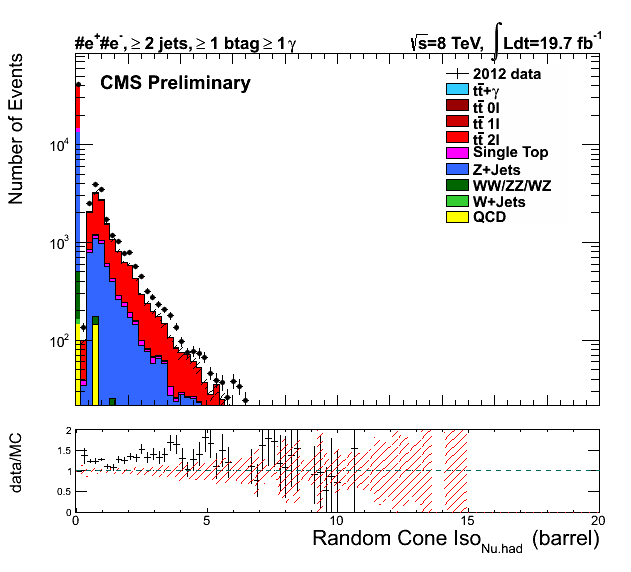 #e⁺#e⁻, ≥ 2 jets, ≥ 1 btag ≥ 1γ
√s=8 TeV, ∫Ldt=19.7 fb⁻¹
CMS Preliminary
2012 data
tt̄+γ
tt̄ 0l
tt̄ 1l
tt̄ 2l
Single Top
Z+Jets
WW/ZZ/WZ
W+Jets
QCD
Number of Events
10⁴
10³
10²
data/MC
2
1.5
1
0.5
0
0 5 10 15 20
Random Cone Iso_Nu.had (barrel)